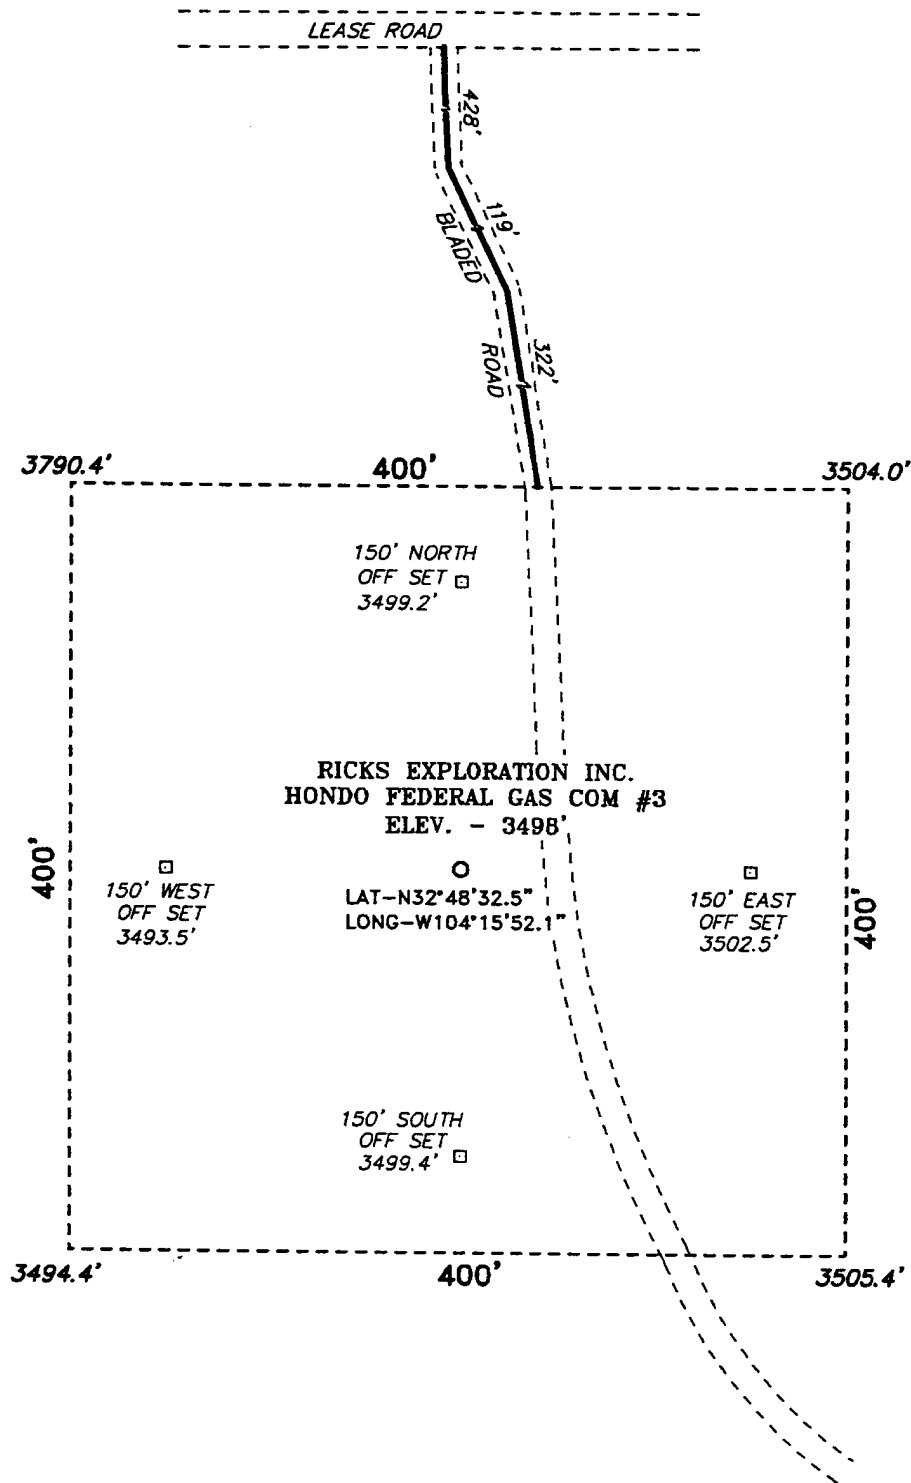 LEASE ROAD
428'
119'
BLADED
322'
ROAD
3790.4'
400'
3504.0'
150' NORTH
OFF SET
3499.2'
RICKS EXPLORATION INC.
HONDO FEDERAL GAS COM #3
ELEV. - 3498'
400'
150' WEST
OFF SET
3493.5'
LAT-N32°48'32.5"
LONG-W104°15'52.1"
150' EAST
OFF SET
3502.5'
400'
150' SOUTH
OFF SET
3499.4'
3494.4'
400'
3505.4'